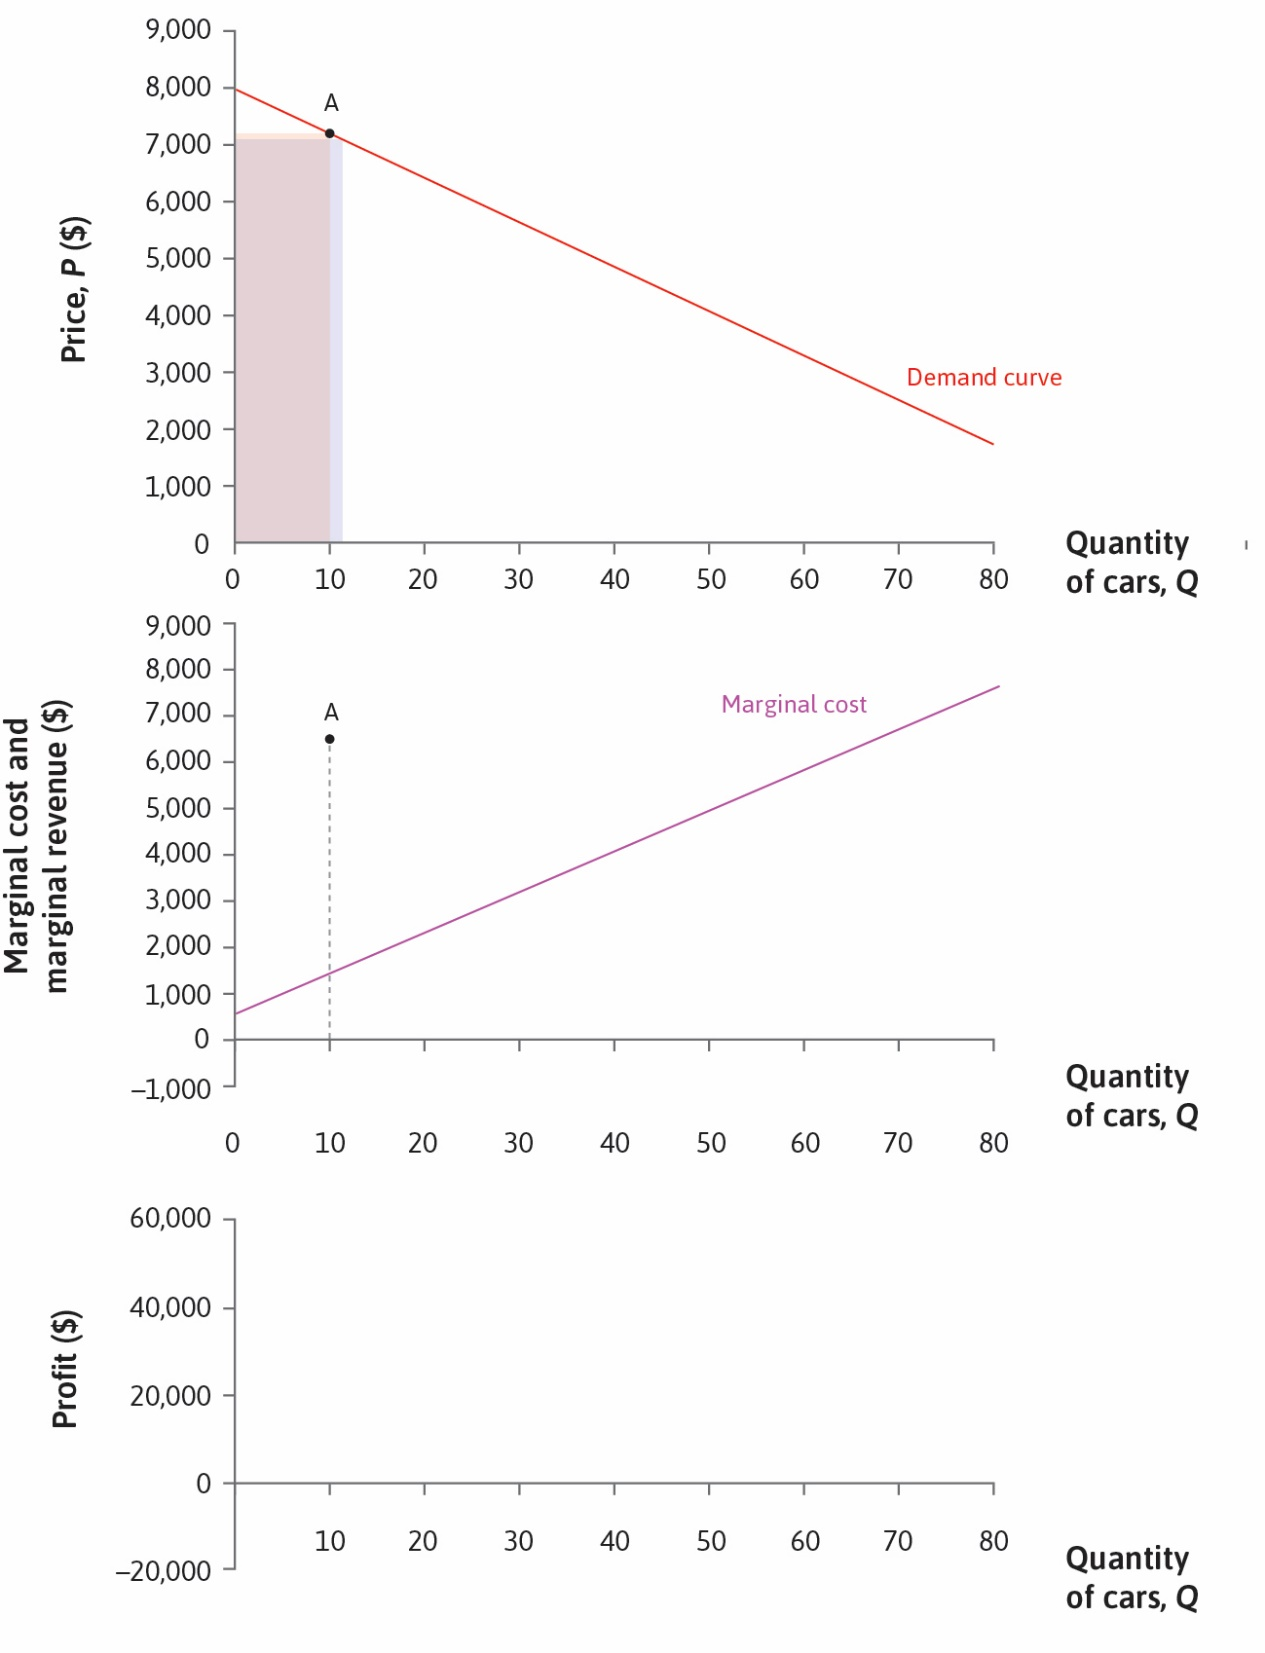 9,000
8,000
A
7,000
6,000
5,000
4,000
3,000
2,000
1,000
0
Price, P ($)
Demand curve
0 10 20 30 40 50 60 70 80
Quantity
of cars, Q
9,000
8,000
7,000
6,000
5,000
4,000
3,000
2,000
1,000
0
–1,000
Marginal cost and
marginal revenue ($)
A
Marginal cost
0 10 20 30 40 50 60 70 80
Quantity
of cars, Q
60,000
40,000
20,000
0
–20,000
Profit ($)
10 20 30 40 50 60 70 80
Quantity
of cars, Q